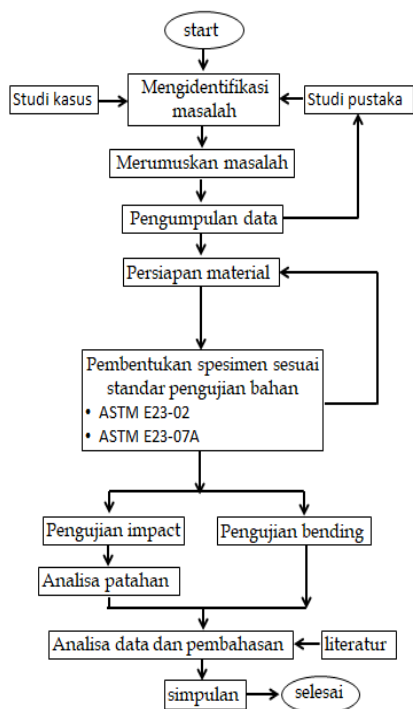 start
Studi kasus
Mengidentifikasi
masalah
Studi pustaka
Merumuskan masalah
Pengumpulan data
Persiapan material
Pembentukan spesimen sesuai
standar pengujian bahan
• ASTM E23-02
• ASTM E23-07A
Pengujian impact
Pengujian bending
Analisa patahan
Analisa data dan pembahasan
literatur
simpulan
selesai